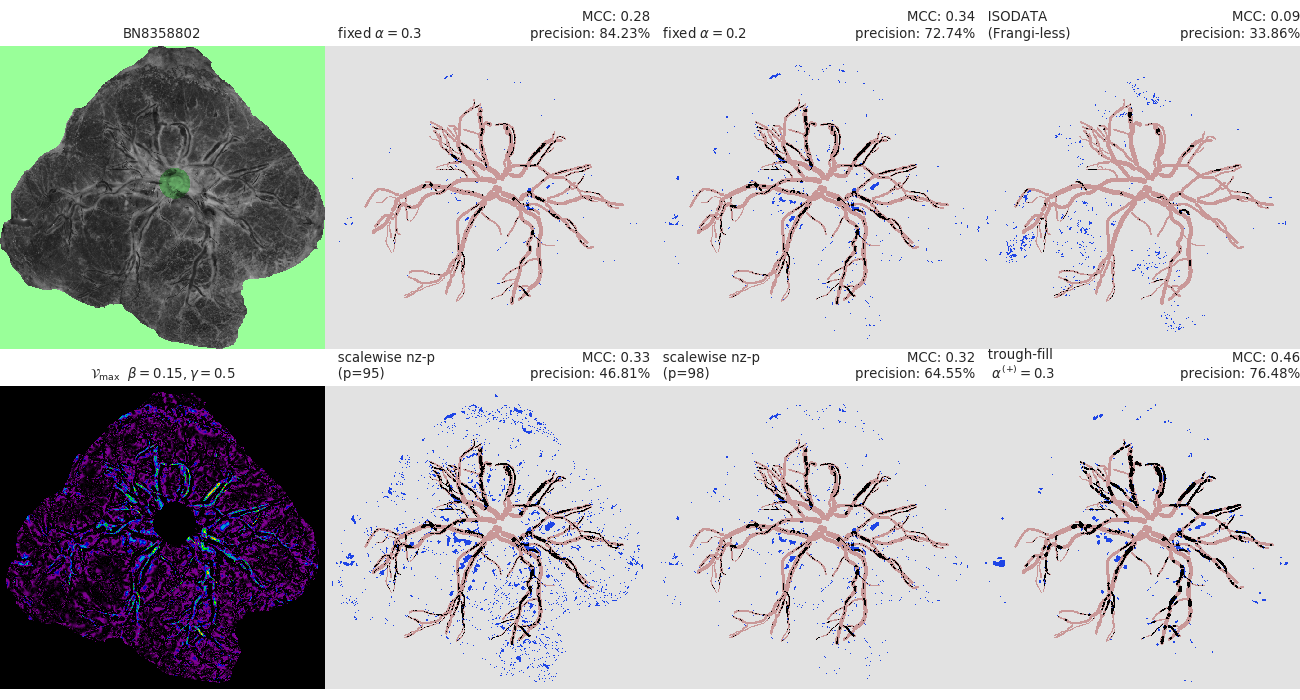 BN8358802
fixed α = 0.3
MCC: 0.28
precision: 84.23%
fixed α = 0.2
MCC: 0.34
precision: 72.74%
ISODATA
(Frangi-less)
MCC: 0.09
precision: 33.86%
𝒱max β = 0.15, γ = 0.5
scalewise nz-p
(p=95)
MCC: 0.33
precision: 46.81%
scalewise nz-p
(p=98)
MCC: 0.32
precision: 64.55%
trough-fill
α(+) = 0.3
MCC: 0.46
precision: 76.48%